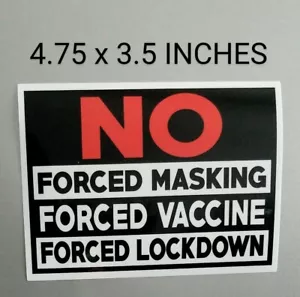 4.75 x 3.5 INCHES
NO
FORCED MASKING
FORCED VACCINE
FORCED LOCKDOWN